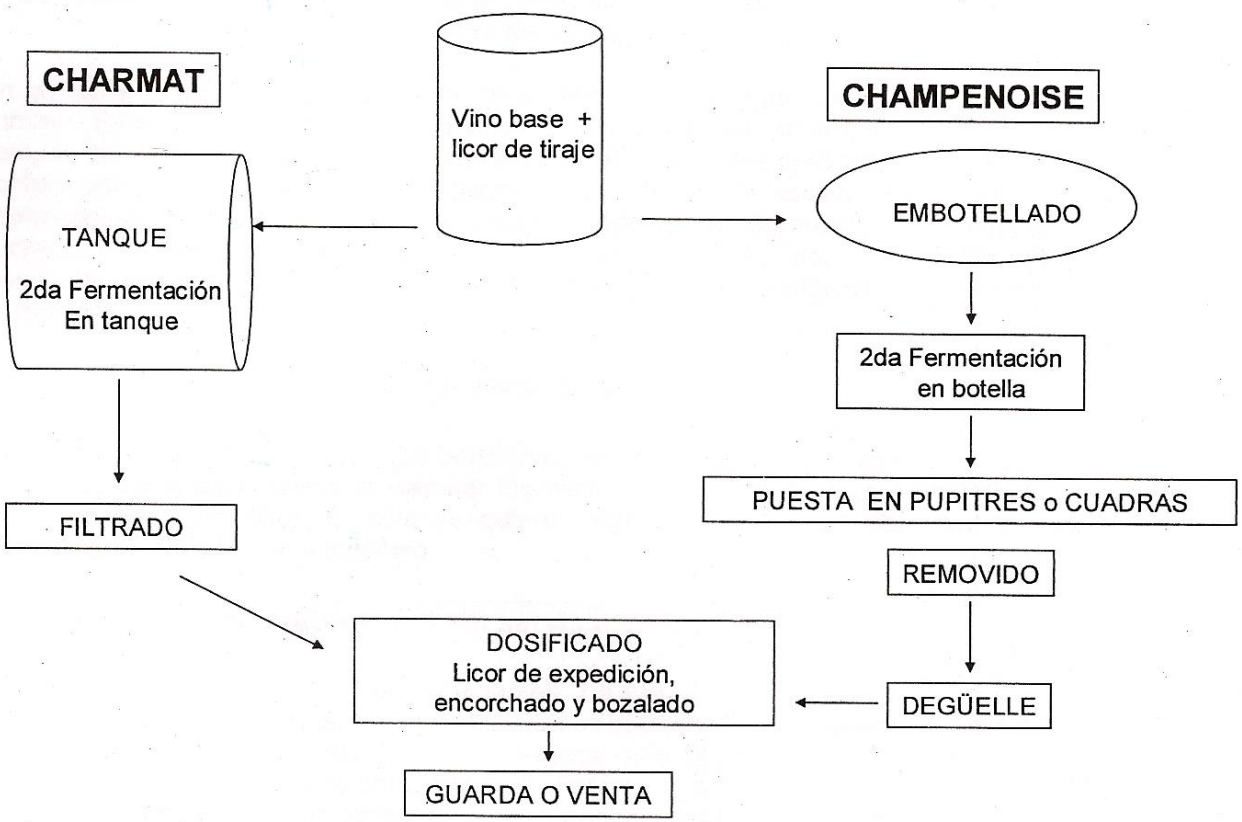 CHARMAT
Vino base +
licor de tiraje
CHAMPENOISE
TANQUE
2da Fermentación
En tanque
EMBOTELLADO
2da Fermentación
en botella
PUESTA EN PUPITRES o CUADRAS
FILTRADO
REMOVIDO
DOSIFICADO
Licor de expedición,
encorchado y bozalado
DEGÜELLE
GUARDA O VENTA